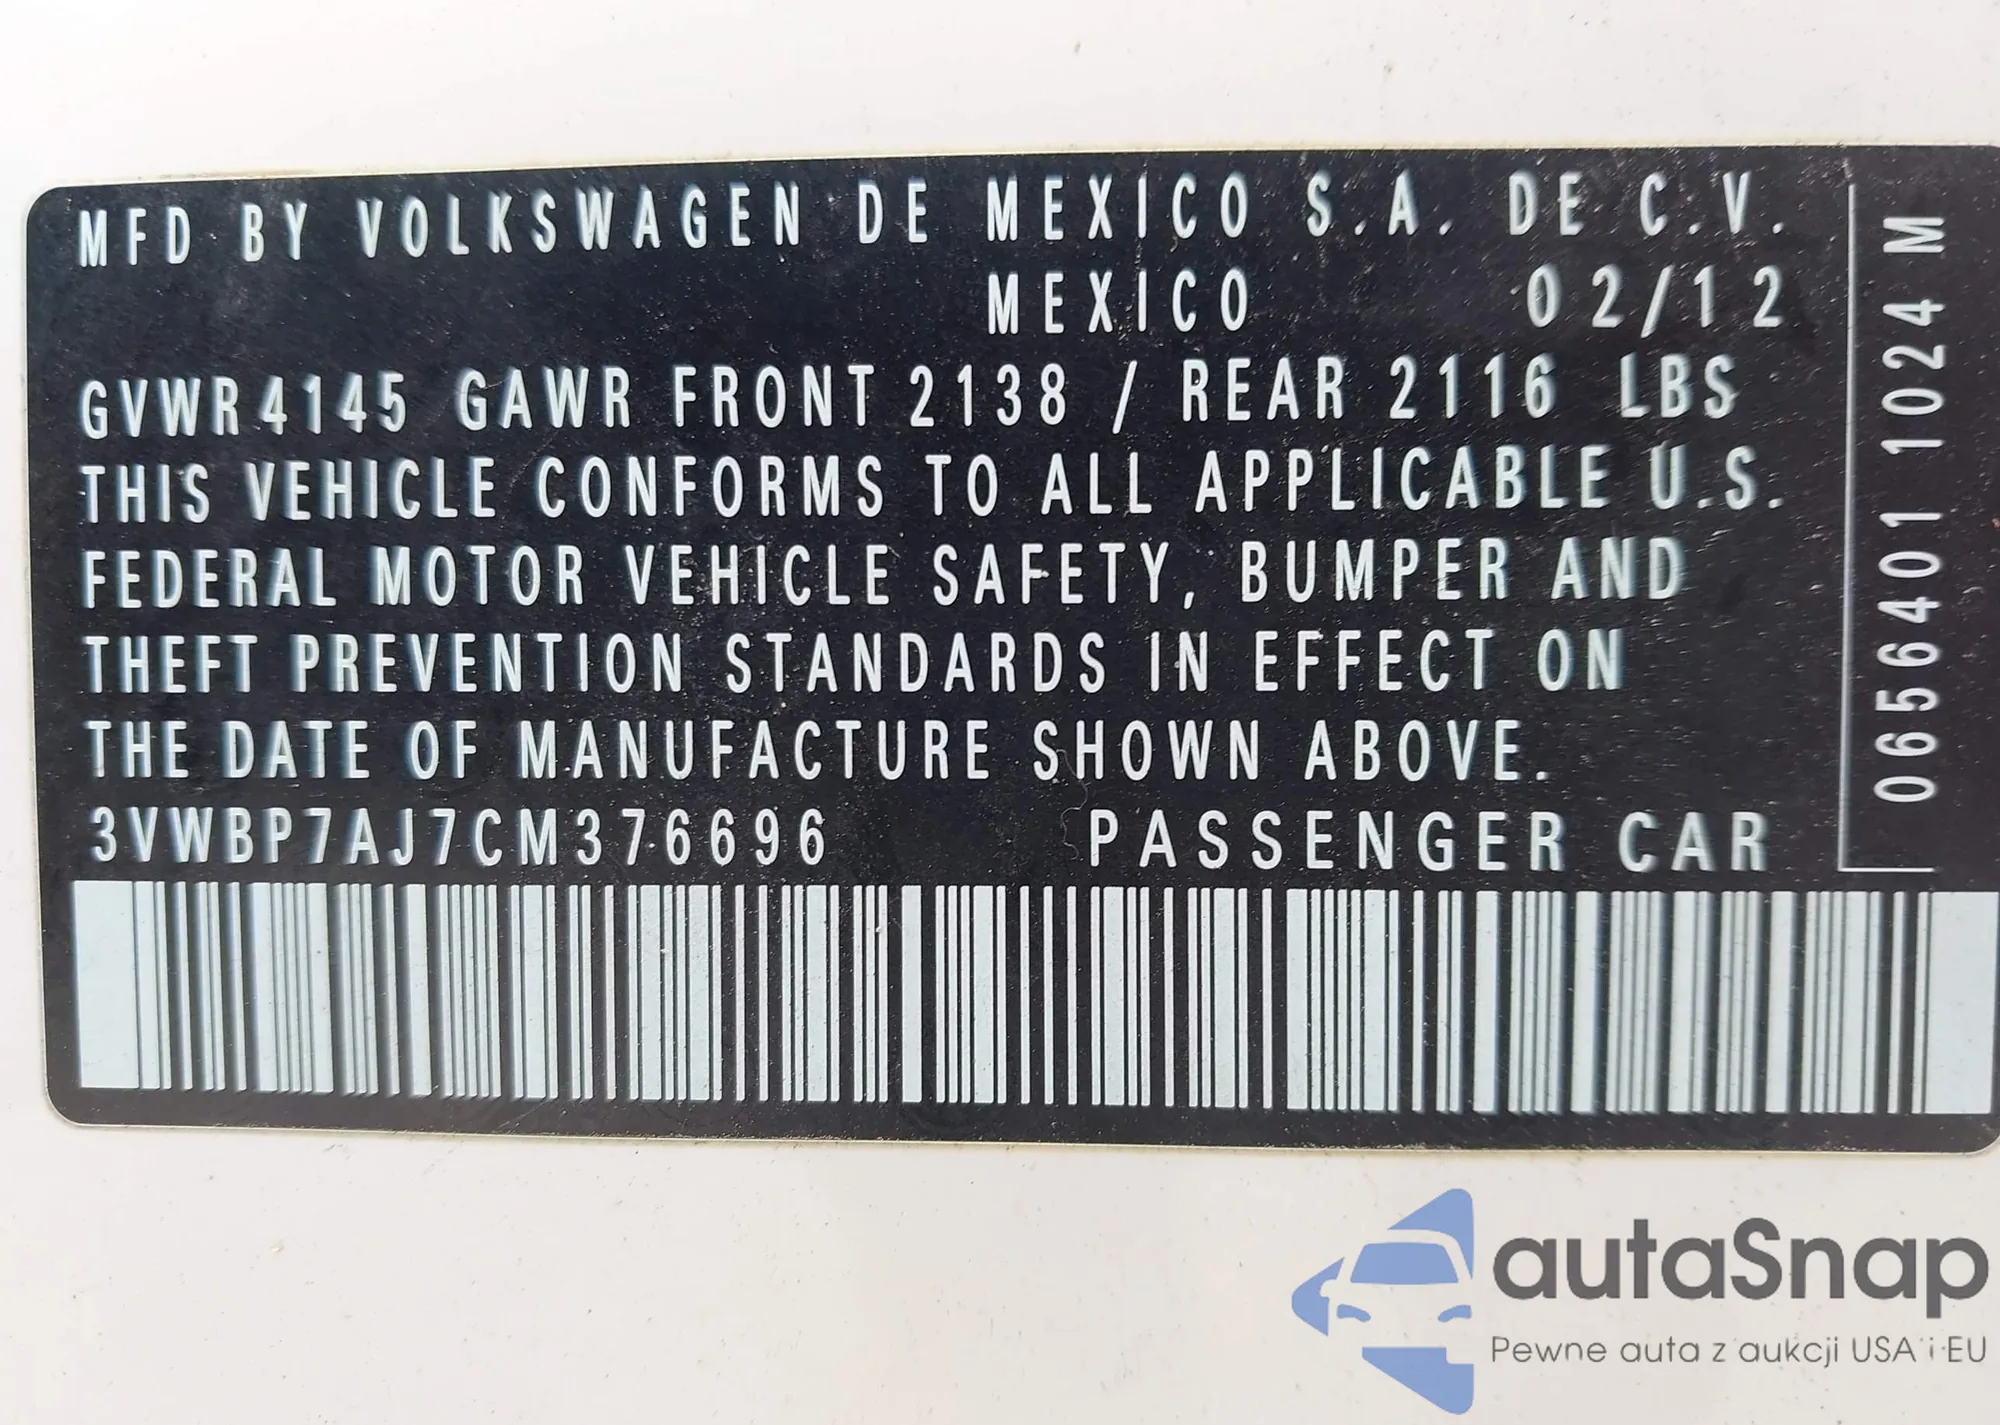 MFD BY VOLKSWAGEN DE MEXICO S.A. DE C.V.
MEXICO 02/12
GVWR 4145 GAWR FRONT 2138 / REAR 2116 LBS
THIS VEHICLE CONFORMS TO ALL APPLICABLE U.S.
FEDERAL MOTOR VEHICLE SAFETY, BUMPER AND
THEFT PREVENTION STANDARDS IN EFFECT ON
THE DATE OF MANUFACTURE SHOWN ABOVE.
3VWBP7AJ7CM376696 PASSENGER CAR
0656401 1024 M
autaSnap
Pewne auta z aukcji USA i EU